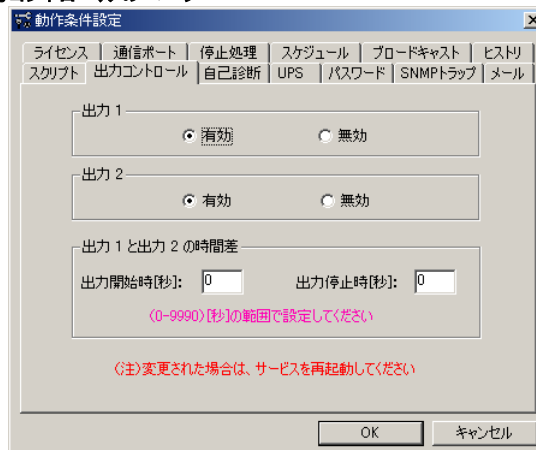 動作条件設定
ライセンス 通信ポート 停止処理 スケジュール ブロードキャスト ヒストリ
スクリプト 出力コントロール 自己診断 UPS パスワード SNMPトラップ メール
出力 1
有効 無効
出力 2
有効 無効
出力 1 と出力 2 の時間差
出力開始時[秒]: 0 出力停止時[秒]: 0
(0-9990)[秒]の範囲で設定してください
(注)変更された場合は、サービスを再起動してください
OK キャンセル